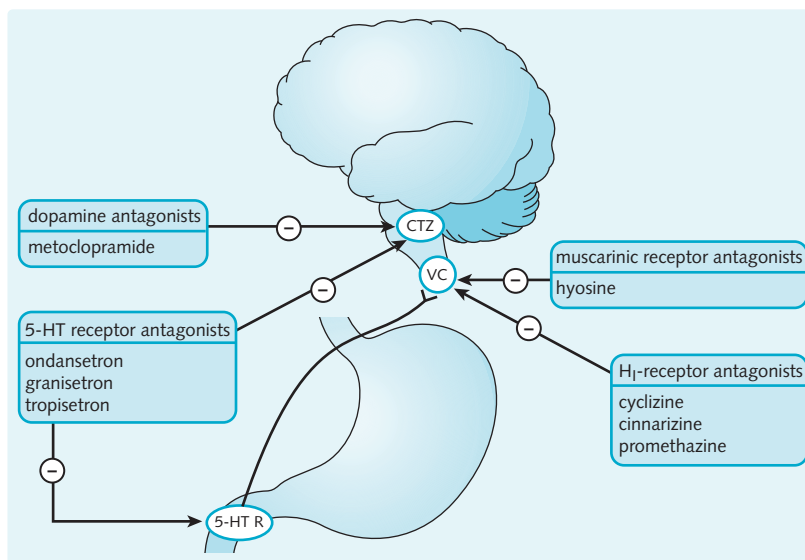 CTZ
dopamine antagonists
metoclopramide
−
VC
muscarinic receptor antagonists
hyosine
−
−
5-HT receptor antagonists
ondansetron
granisetron
tropisetron
−
H₁-receptor antagonists
cyclizine
cinnarizine
promethazine
−
5-HT R